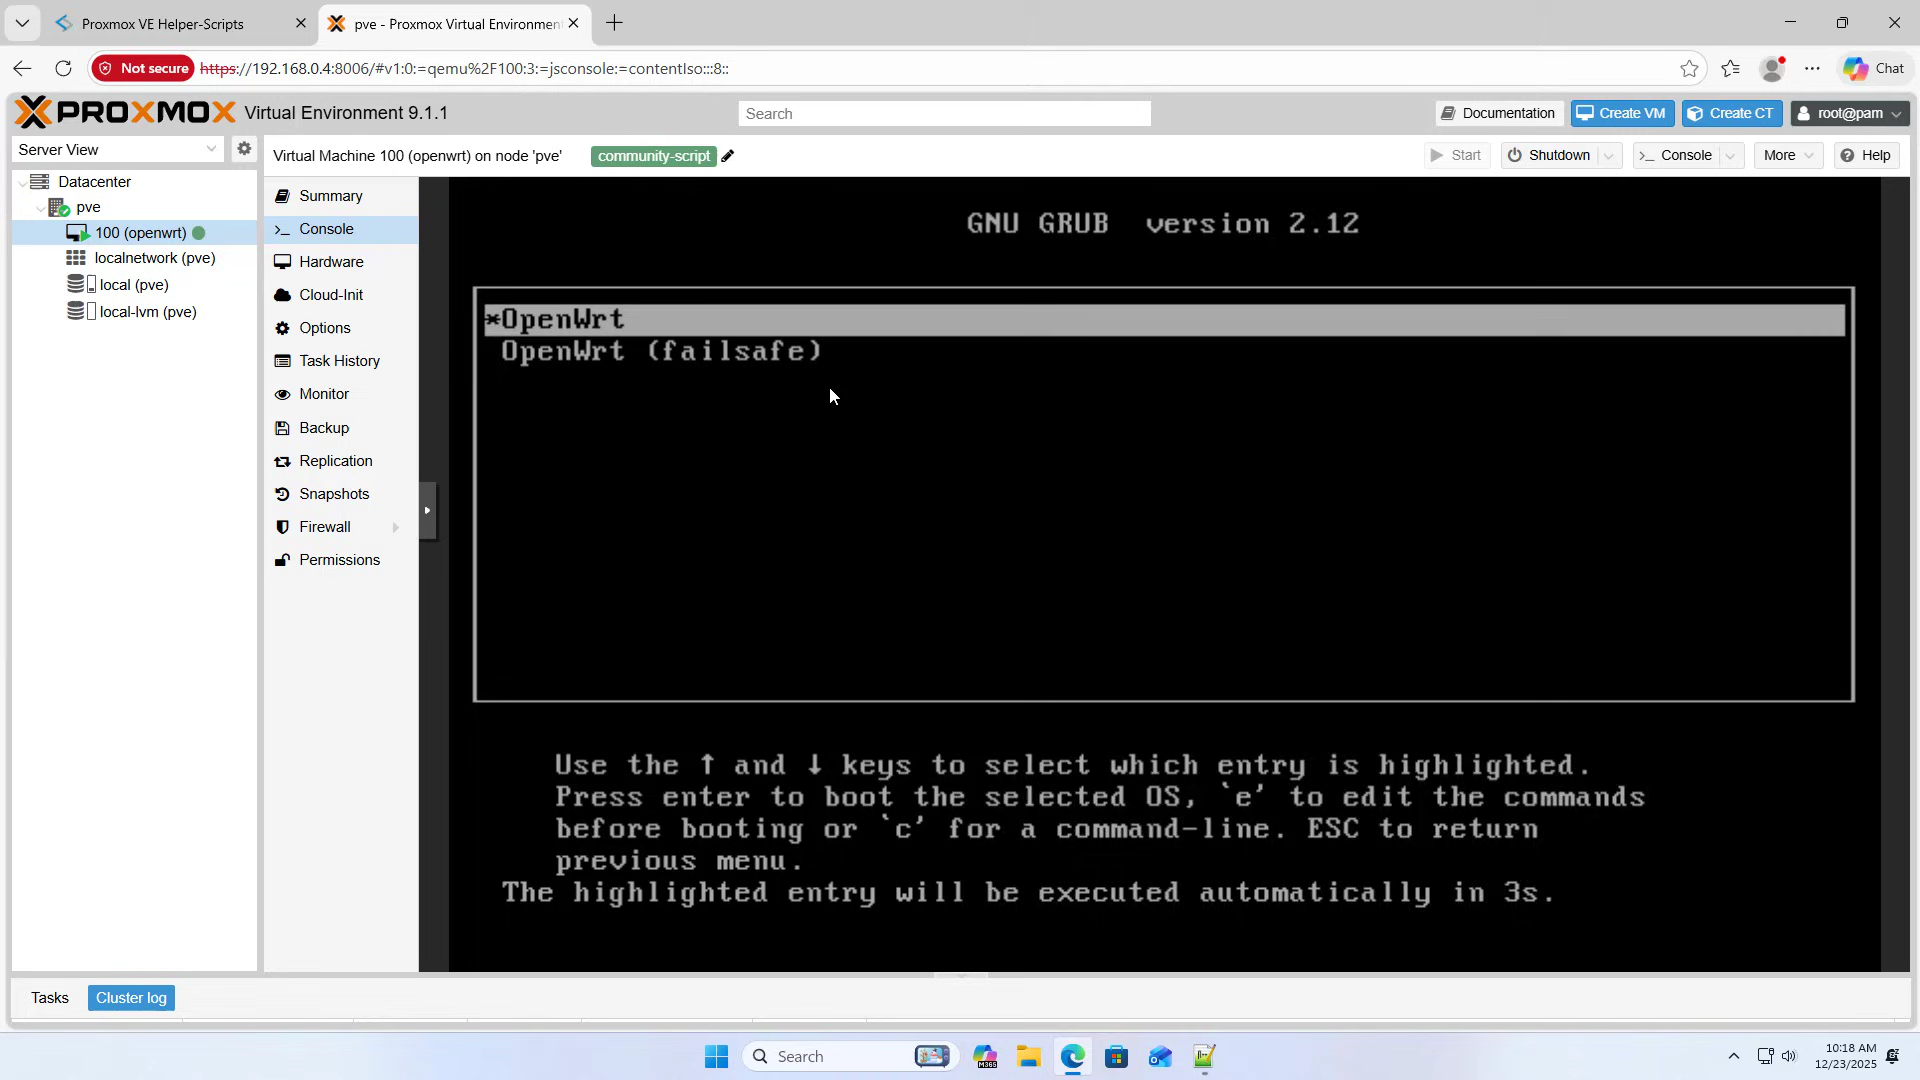 Proxmox VE Helper-Scripts
pve - Proxmox Virtual Environmen
Not secure
https://192.168.0.4:8006/#v1:0:=qemu%2F100:3:=jsconsole:=contentIso:::8::
Chat
PROXMOX Virtual Environment 9.1.1
Search
Documentation
Create VM
Create CT
root@pam
Server View
Virtual Machine 100 (openwrt) on node 'pve'
community-script
Start
Shutdown
Console
More
Help
Datacenter
pve
100 (openwrt)
localnetwork (pve)
local (pve)
local-lvm (pve)
Summary
Console
Hardware
Cloud-Init
Options
Task History
Monitor
Backup
Replication
Snapshots
Firewall
Permissions
GNU GRUB version 2.12
*OpenWrt
OpenWrt (failsafe)
Use the ↑ and ↓ keys to select which entry is highlighted.
Press enter to boot the selected OS, `e' to edit the commands
before booting or `c' for a command-line. ESC to return
previous menu.
The highlighted entry will be executed automatically in 3s.
Tasks
Cluster log
Search
M365
10:18 AM
12/23/2025